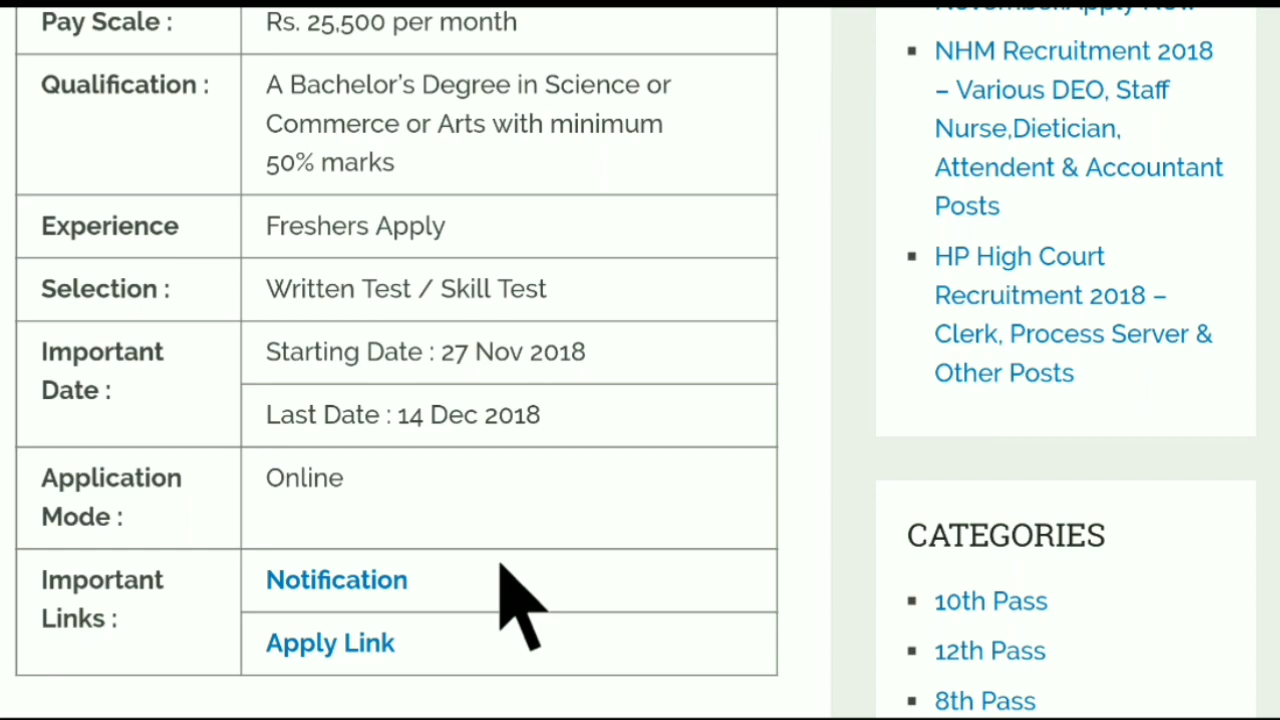 Pay Scale :
Rs. 25,500 per month
Qualification :
A Bachelor’s Degree in Science or
Commerce or Arts with minimum
50% marks
Experience
Freshers Apply
Selection :
Written Test / Skill Test
Important
Date :
Starting Date : 27 Nov 2018
Last Date : 14 Dec 2018
Application
Mode :
Online
Important
Links :
Notification
Apply Link
November.Apply Now
NHM Recruitment 2018
– Various DEO, Staff
Nurse,Dietician,
Attendent & Accountant
Posts
HP High Court
Recruitment 2018 –
Clerk, Process Server &
Other Posts
CATEGORIES
10th Pass
12th Pass
8th Pass